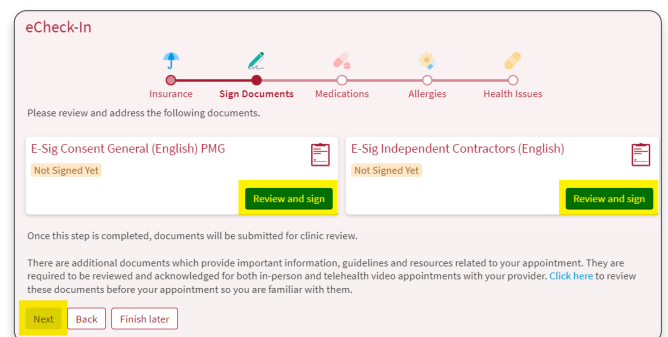 eCheck-In
Insurance Sign Documents Medications Allergies Health Issues
Please review and address the following documents.
E-Sig Consent General (English) PMG
Not Signed Yet
Review and sign
E-Sig Independent Contractors (English)
Not Signed Yet
Review and sign
Once this step is completed, documents will be submitted for clinic review.
There are additional documents which provide important information, guidelines and resources related to your appointment. They are
required to be reviewed and acknowledged for both in-person and telehealth video appointments with your provider. Click here to review
these documents before your appointment so you are familiar with them.
Next Back Finish later